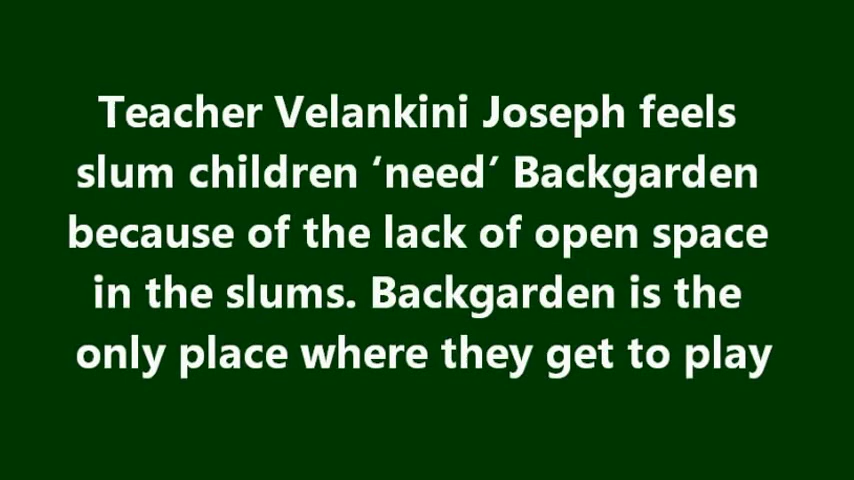 Teacher Velankini Joseph feels
slum children ‘need’ Backgarden
because of the lack of open space
in the slums. Backgarden is the
only place where they get to play